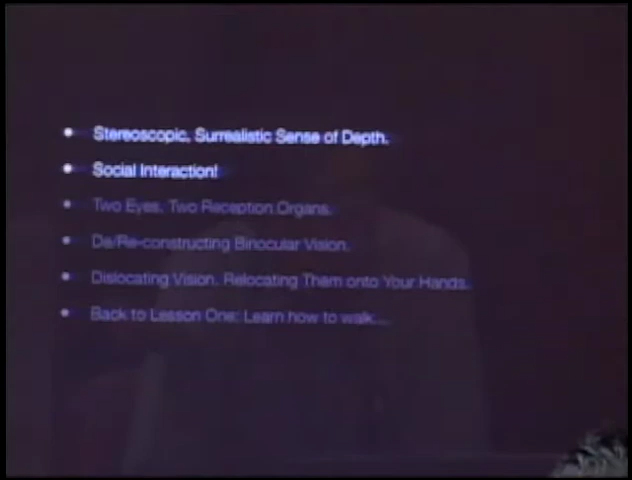 • Stereoscopic, Surrealistic Sense of Depth.
• Social Interaction!
• Two Eyes, Two Reception Organs.
• De/Re-constructing Binocular Vision.
• Dislocating Vision. Relocating Them onto Your Hands.
• Back to Lesson One: Learn how to walk...